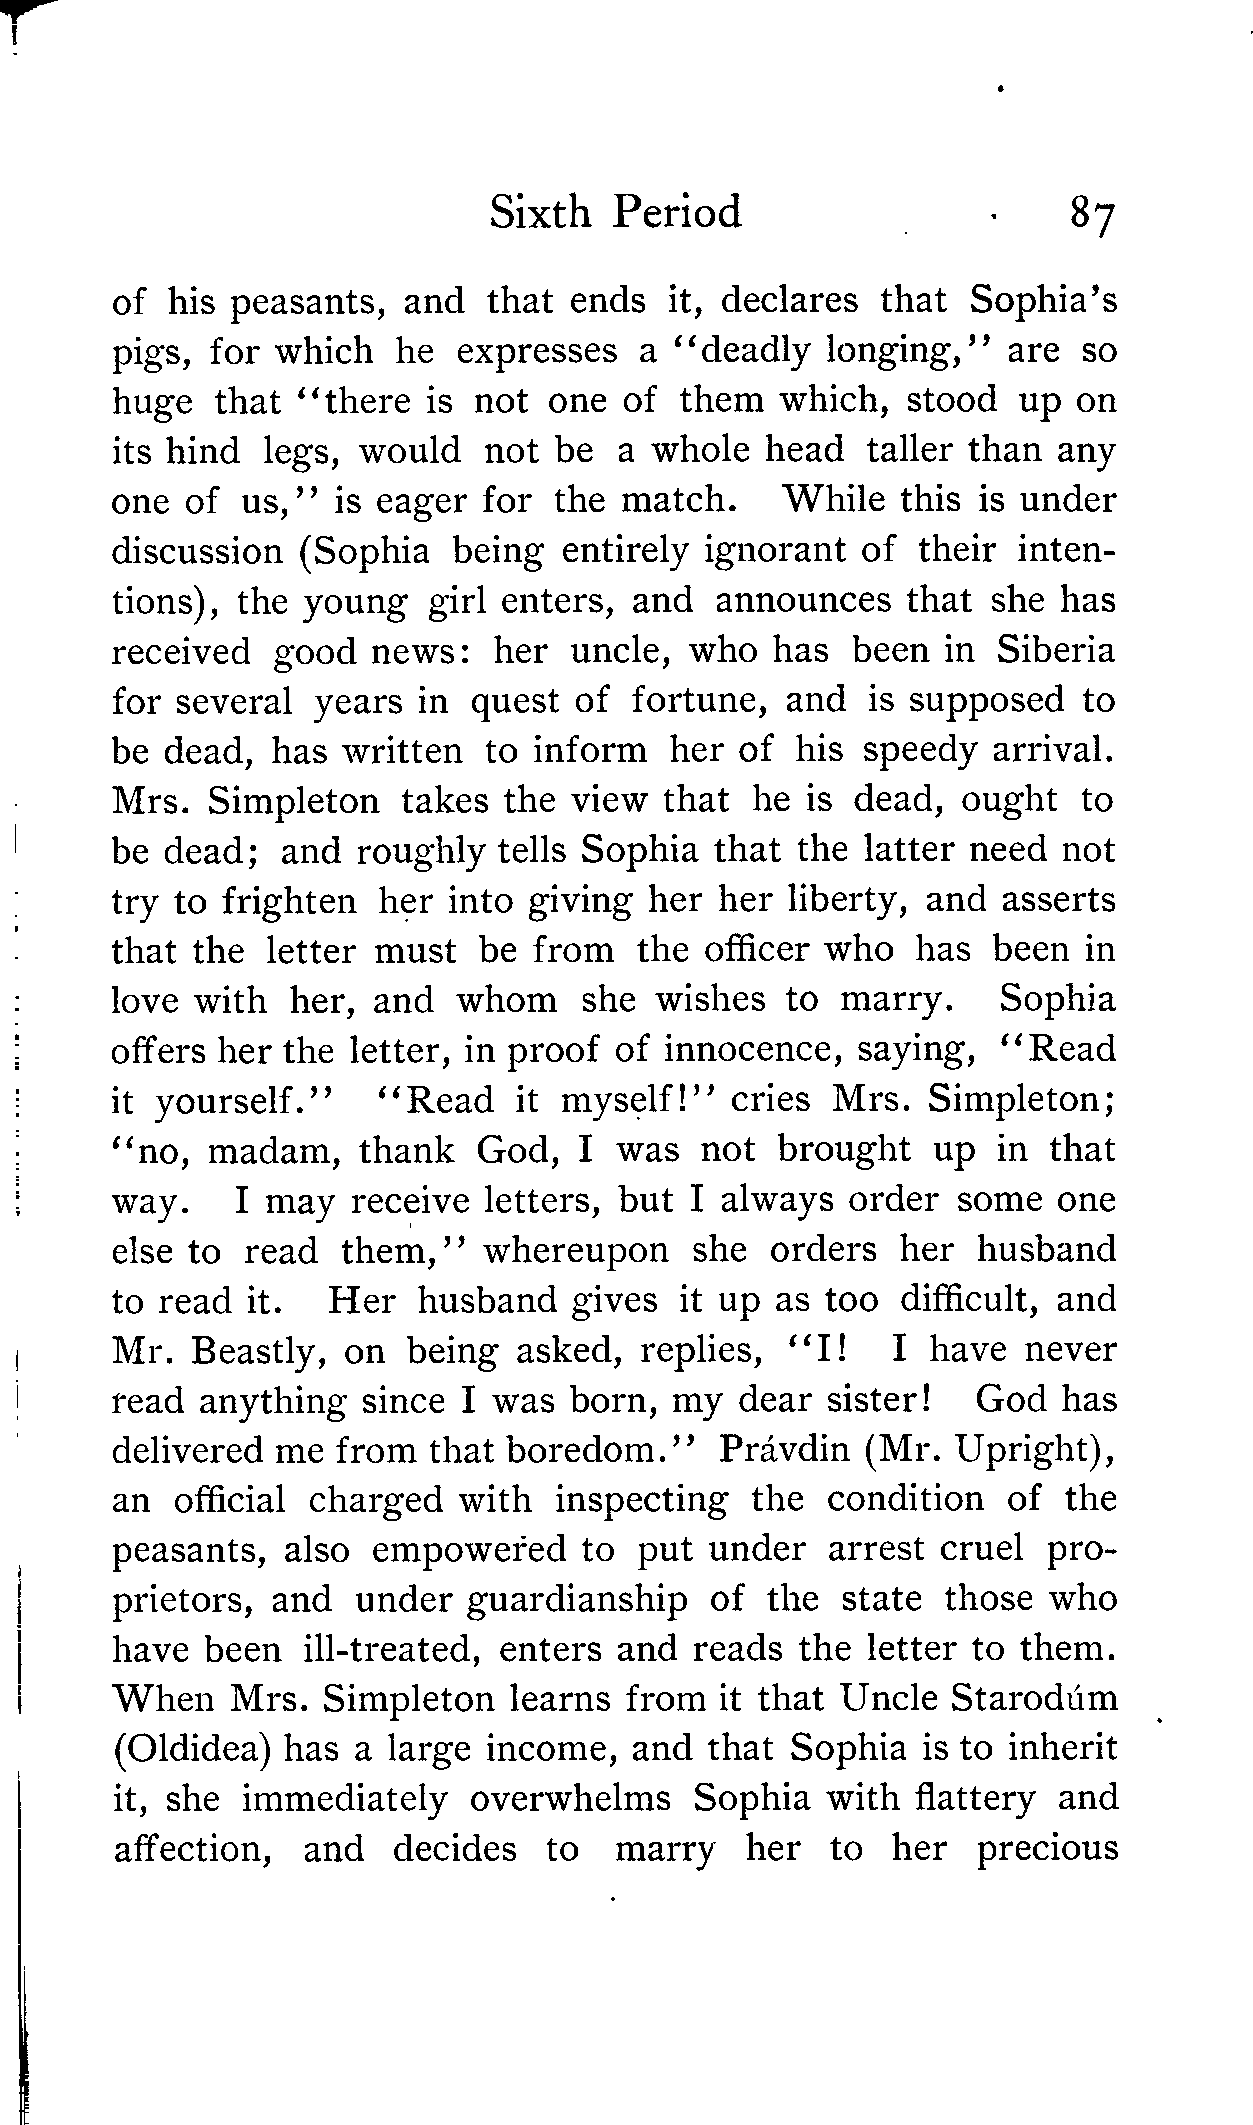 Sixth Period 87
of his peasants, and that ends it, declares that Sophia's
pigs, for which he expresses a "deadly longing," are so
huge that "there is not one of them which, stood up on
its hind legs, would not be a whole head taller than any
one of us," is eager for the match. While this is under
discussion (Sophia being entirely ignorant of their inten-
tions), the young girl enters, and announces that she has
received good news: her uncle, who has been in Siberia
for several years in quest of fortune, and is supposed to
be dead, has written to inform her of his speedy arrival.
Mrs. Simpleton takes the view that he is dead, ought to
be dead; and roughly tells Sophia that the latter need not
try to frighten her into giving her her liberty, and asserts
that the letter must be from the officer who has been in
love with her, and whom she wishes to marry. Sophia
offers her the letter, in proof of innocence, saying, "Read
it yourself." "Read it myself!" cries Mrs. Simpleton;
"no, madam, thank God, I was not brought up in that
way. I may receive letters, but I always order some one
else to read them," whereupon she orders her husband
to read it. Her husband gives it up as too difficult, and
Mr. Beastly, on being asked, replies, "I! I have never
read anything since I was born, my dear sister! God has
delivered me from that boredom." Právdin (Mr. Upright),
an official charged with inspecting the condition of the
peasants, also empowered to put under arrest cruel pro-
prietors, and under guardianship of the state those who
have been ill-treated, enters and reads the letter to them.
When Mrs. Simpleton learns from it that Uncle Starodúm
(Oldidea) has a large income, and that Sophia is to inherit
it, she immediately overwhelms Sophia with flattery and
affection, and decides to marry her to her precious